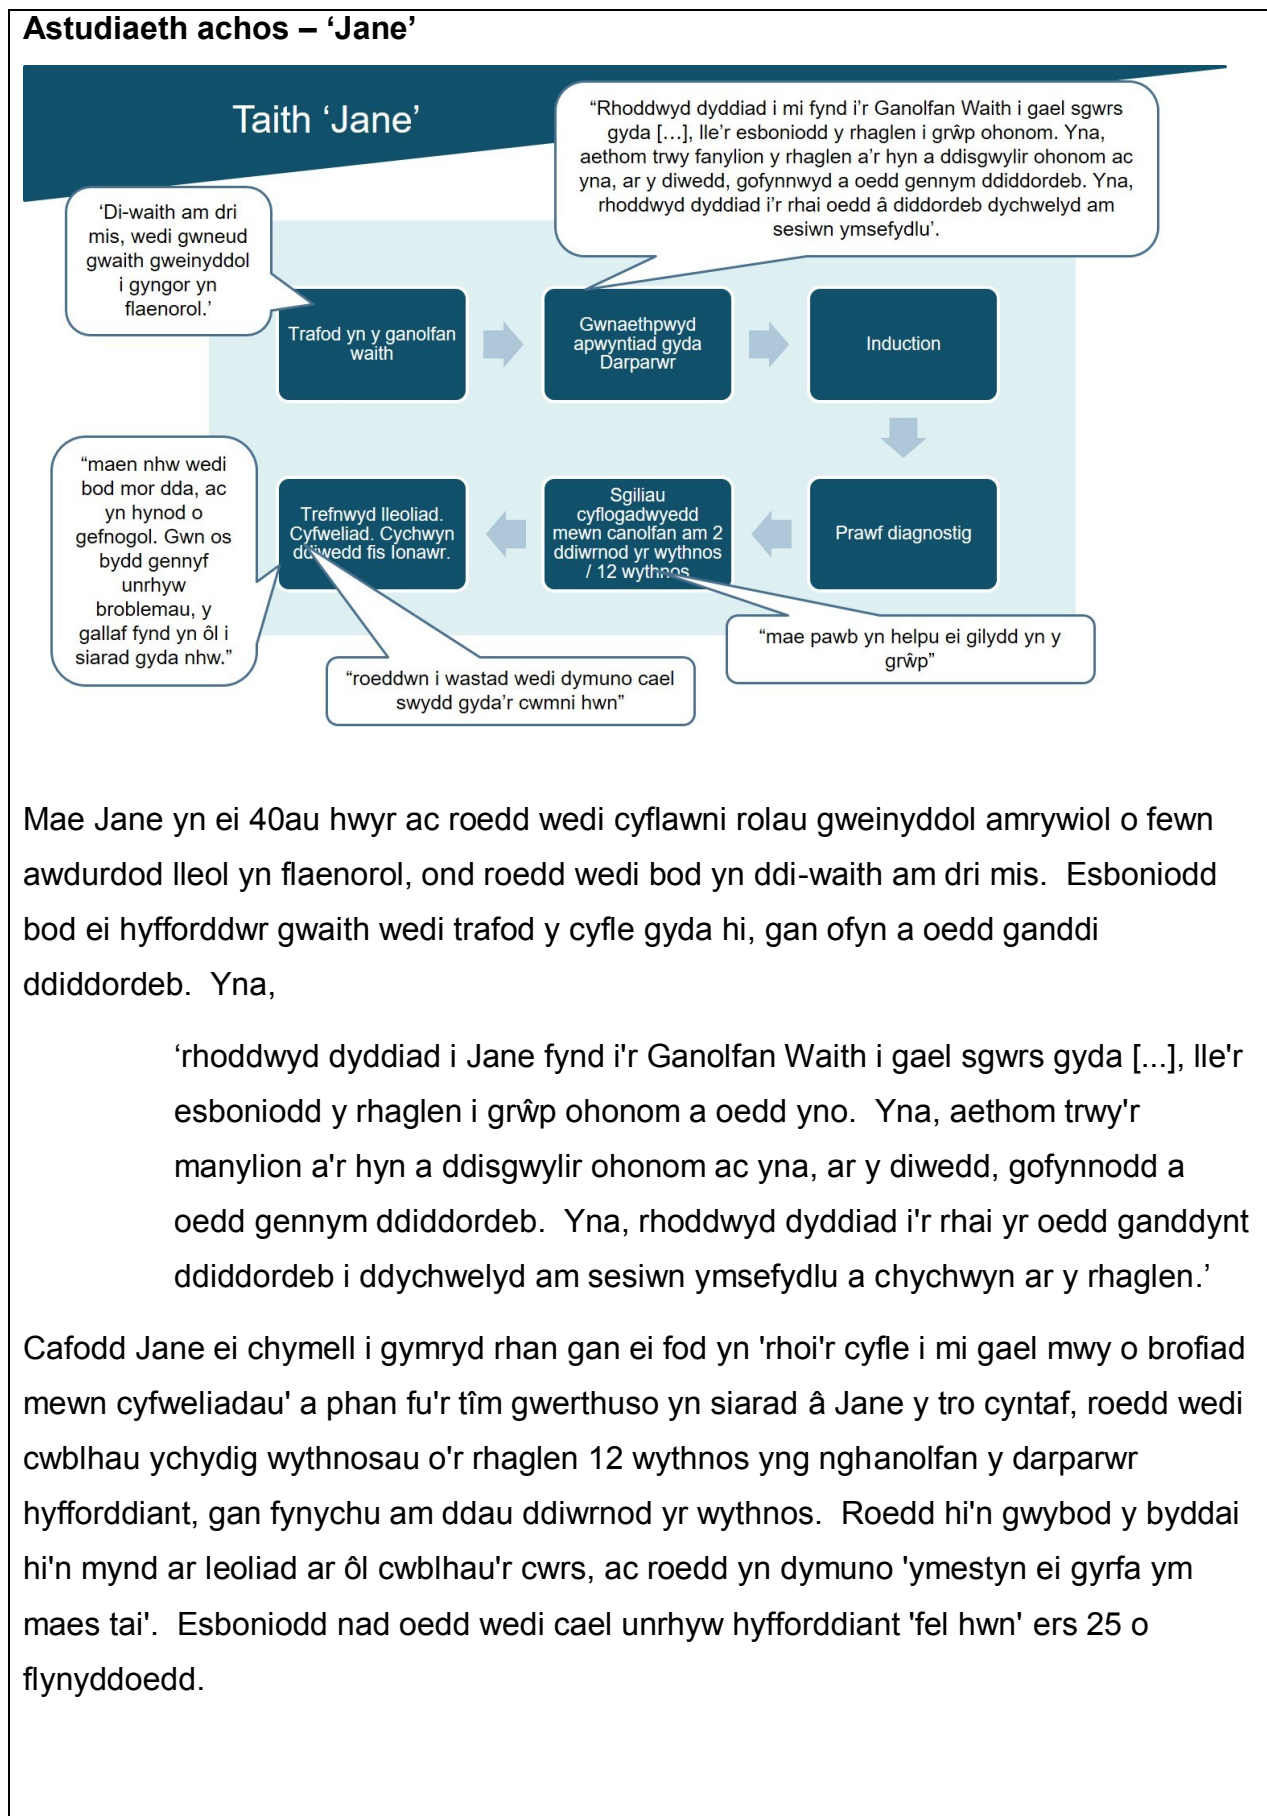 Astudiaeth achos – ‘Jane’
Taith ‘Jane’
“Rhoddwyd dyddiad i mi fynd i’r Ganolfan Waith i gael sgwrs
gyda […], lle’r esboniodd y rhaglen i grŵp ohonom. Yna,
aethom trwy fanylion y rhaglen a’r hyn a ddisgwylir ohonom ac
yna, ar y diwedd, gofynnwyd a oedd gennym ddiddordeb. Yna,
rhoddwyd dyddiad i’r rhai oedd â diddordeb dychwelyd am
sesiwn ymsefydlu’.
‘Di-waith am dri
mis, wedi gwneud
gwaith gweinyddol
i gyngor yn
flaenorol.’
Trafod yn y ganolfan
waith
Gwnaethpwyd
apwyntiad gyda
Darparwr
Induction
Prawf diagnostig
Sgiliau
cyflogadwyedd
mewn canolfan am 2
ddiwrnod yr wythnos
/ 12 wythnos
Trefnwyd lleoliad.
Cyfweliad. Cychwyn
ddiwedd fis Ionawr.
“maen nhw wedi
bod mor dda, ac
yn hynod o
gefnogol. Gwn os
bydd gennyf
unrhyw
broblemau, y
gallaf fynd yn ôl i
siarad gyda nhw.”
“roeddwn i wastad wedi dymuno cael
swydd gyda’r cwmni hwn”
“mae pawb yn helpu ei gilydd yn y
grŵp”
Mae Jane yn ei 40au hwyr ac roedd wedi cyflawni rolau gweinyddol amrywiol o fewn
awdurdod lleol yn flaenorol, ond roedd wedi bod yn ddi-waith am dri mis.  Esboniodd
bod ei hyfforddwr gwaith wedi trafod y cyfle gyda hi, gan ofyn a oedd ganddi
ddiddordeb.  Yna,
‘rhoddwyd dyddiad i Jane fynd i'r Ganolfan Waith i gael sgwrs gyda [...], lle'r
esboniodd y rhaglen i grŵp ohonom a oedd yno.  Yna, aethom trwy'r
manylion a'r hyn a ddisgwylir ohonom ac yna, ar y diwedd, gofynnodd a
oedd gennym ddiddordeb.  Yna, rhoddwyd dyddiad i'r rhai yr oedd ganddynt
ddiddordeb i ddychwelyd am sesiwn ymsefydlu a chychwyn ar y rhaglen.’
Cafodd Jane ei chymell i gymryd rhan gan ei fod yn 'rhoi'r cyfle i mi gael mwy o brofiad
mewn cyfweliadau' a phan fu'r tîm gwerthuso yn siarad â Jane y tro cyntaf, roedd wedi
cwblhau ychydig wythnosau o'r rhaglen 12 wythnos yng nghanolfan y darparwr
hyfforddiant, gan fynychu am ddau ddiwrnod yr wythnos.  Roedd hi'n gwybod y byddai
hi'n mynd ar leoliad ar ôl cwblhau'r cwrs, ac roedd yn dymuno 'ymestyn ei gyrfa ym
maes tai'.  Esboniodd nad oedd wedi cael unrhyw hyfforddiant 'fel hwn' ers 25 o
flynyddoedd.